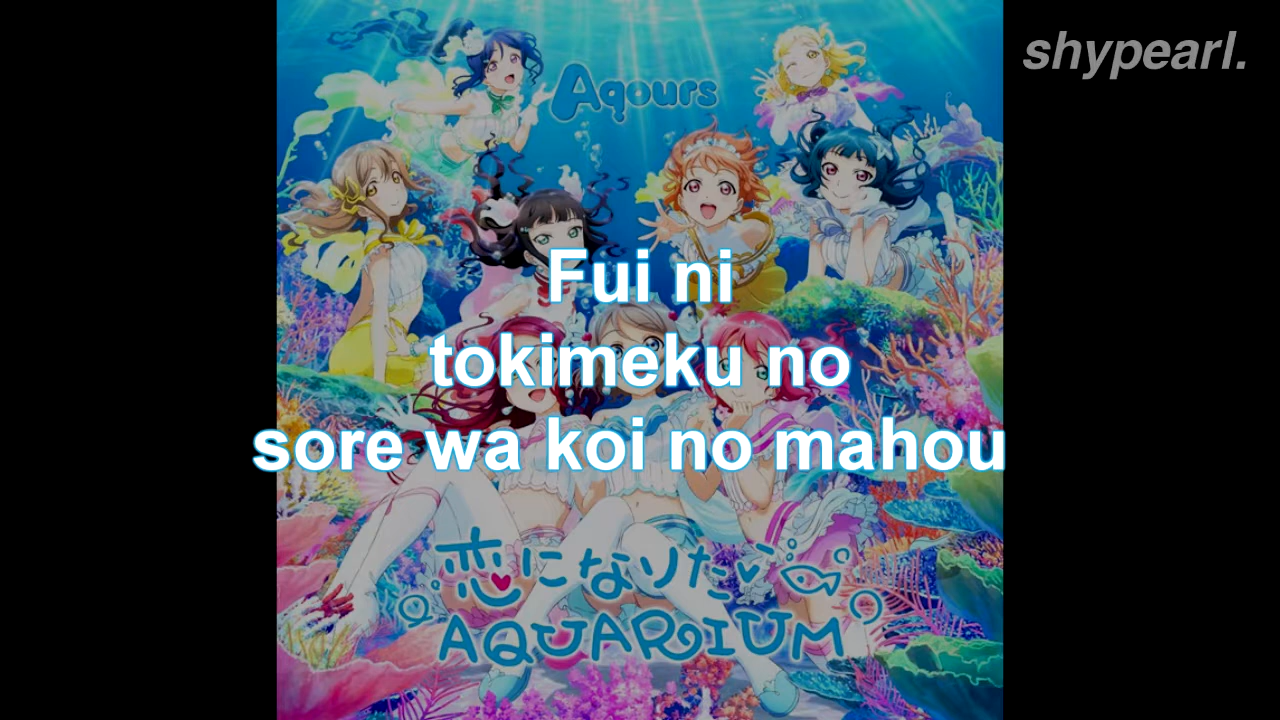 shypearl.
Aqours
Fui ni
tokimeku no
sore wa koi no mahou
恋になりたい
AQUARIUM